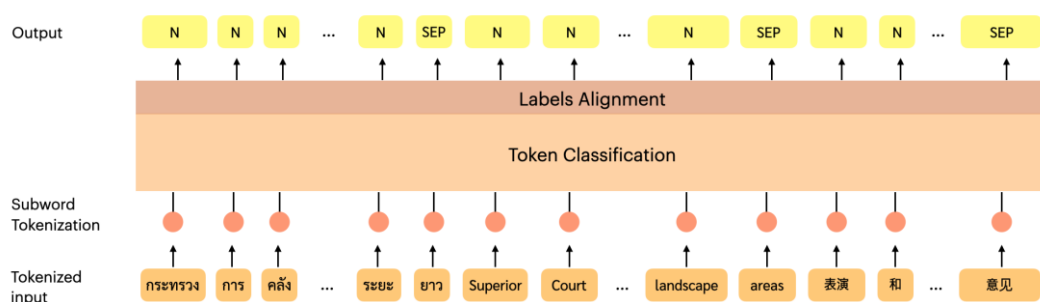 Output N N N ... N SEP N N ... N SEP N N ... SEP
Labels Alignment
Token Classification
Subword
Tokenization
Tokenized
input
กระทรวง การ คลัง ... ระยะ ยาว Superior Court ... landscape areas 表演 和 ... 意见